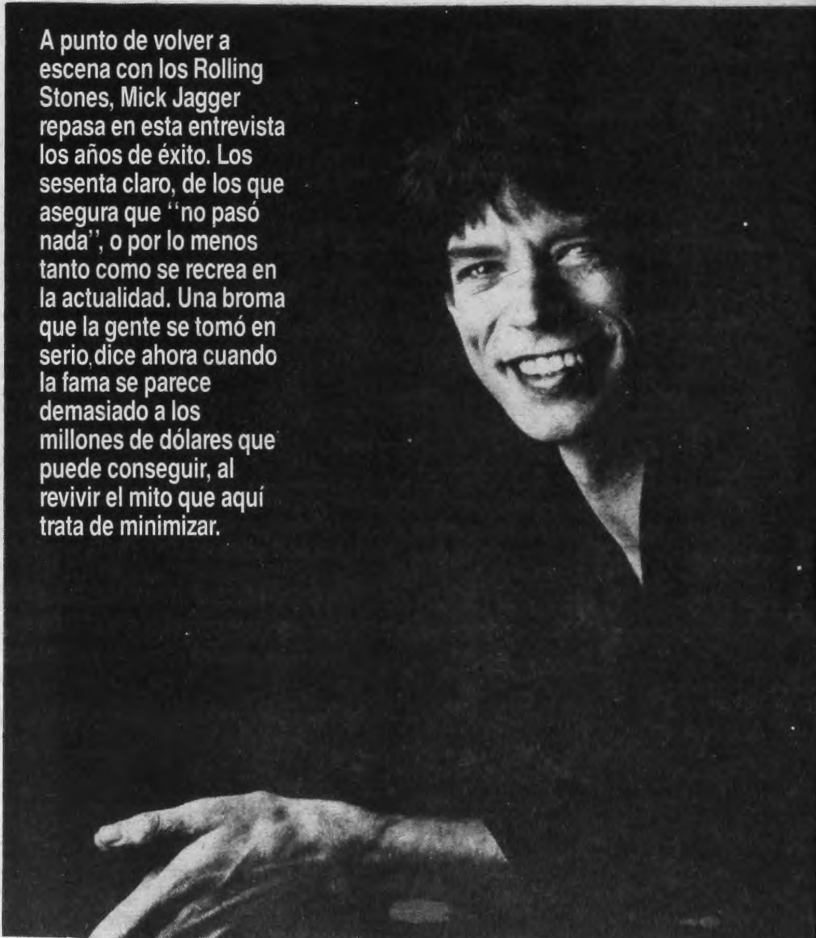 A punto de volver a
escena con los Rolling
Stones, Mick Jagger
repasa en esta entrevista
los años de éxito. Los
sesenta claro, de los que
asegura que “no pasó
nada”, o por lo menos
tanto como se recrea en
la actualidad. Una broma
que la gente se tomó en
serio,dice ahora cuando
la fama se parece
demasiado a los
millones de dólares que
puede conseguir, al
revivir el mito que aquí
trata de minimizar.